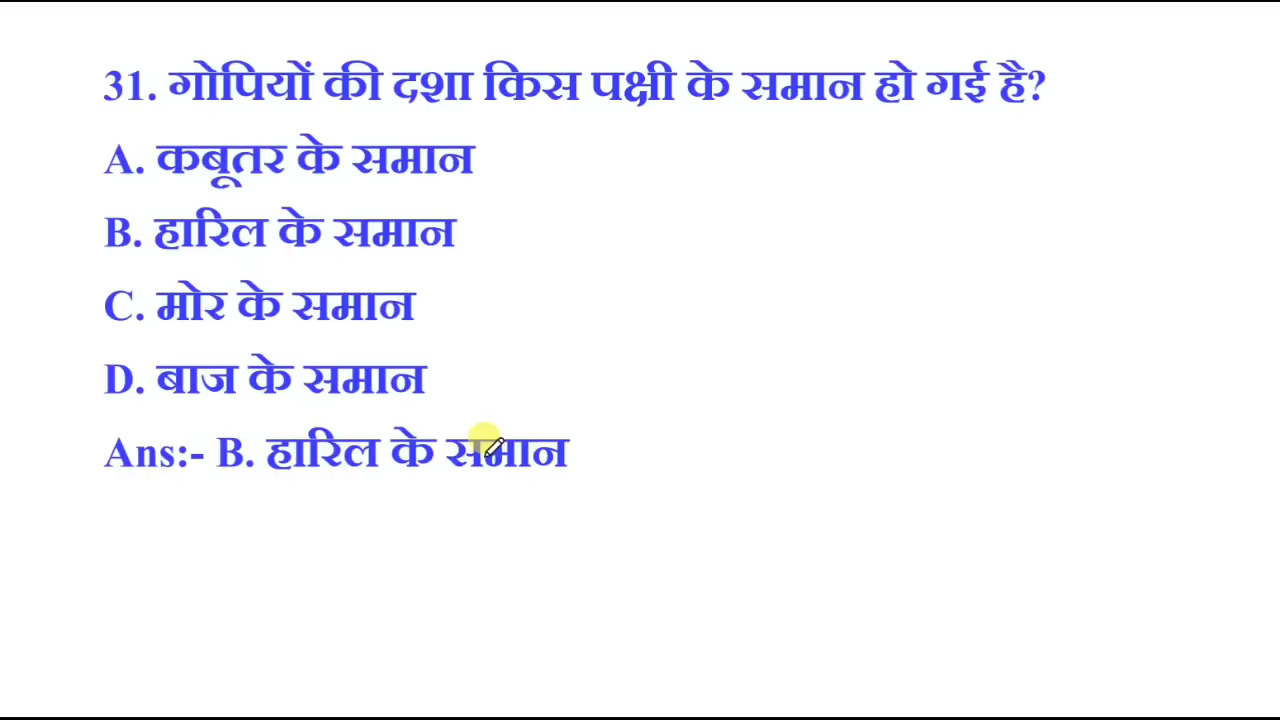 31. गोपियों की दशा किस पक्षी के समान हो गई है?
A. कबूतर के समान
B. हारिल के समान
C. मोर के समान
D. बाज के समान
Ans:- B. हारिल के समान